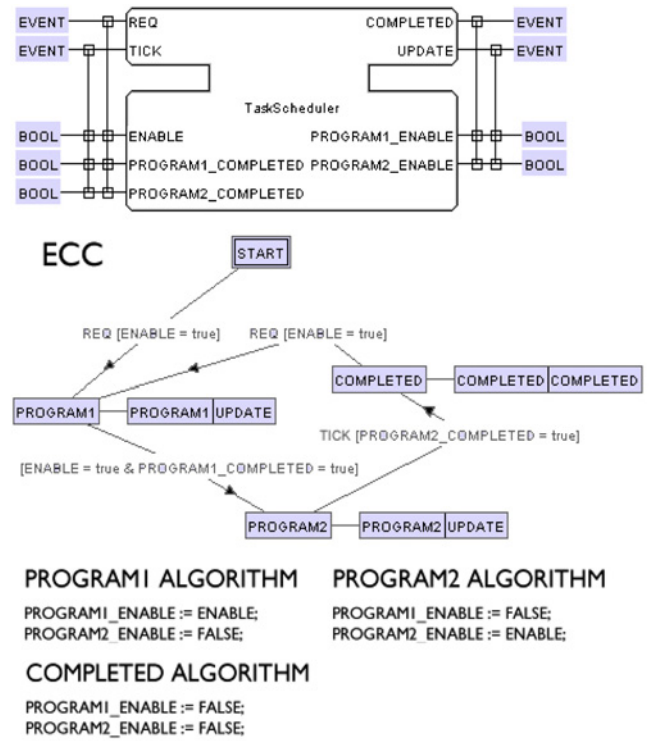 EVENT REQ COMPLETED EVENT
EVENT TICK UPDATE EVENT
TaskScheduler
BOOL ENABLE PROGRAM1_ENABLE BOOL
BOOL PROGRAM1_COMPLETED PROGRAM2_ENABLE BOOL
BOOL PROGRAM2_COMPLETED
ECC
START
REQ [ENABLE = true] REQ [ENABLE = true]
COMPLETED COMPLETED COMPLETED
PROGRAM1 PROGRAM1 UPDATE
TICK [PROGRAM2_COMPLETED = true]
[ENABLE = true & PROGRAM1_COMPLETED = true]
PROGRAM2 PROGRAM2 UPDATE
PROGRAM1 ALGORITHM
PROGRAM1_ENABLE := ENABLE;
PROGRAM2_ENABLE := FALSE;
PROGRAM2 ALGORITHM
PROGRAM1_ENABLE := FALSE;
PROGRAM2_ENABLE := ENABLE;
COMPLETED ALGORITHM
PROGRAM1_ENABLE := FALSE;
PROGRAM2_ENABLE := FALSE;